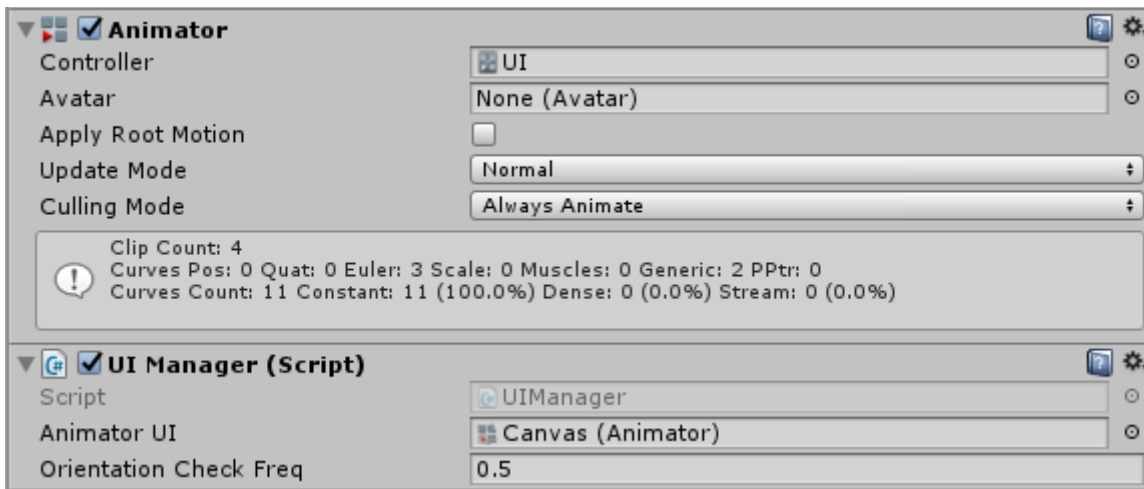 Animator
Controller UI
Avatar None (Avatar)
Apply Root Motion
Update Mode Normal
Culling Mode Always Animate
Clip Count: 4
Curves Pos: 0 Quat: 0 Euler: 3 Scale: 0 Muscles: 0 Generic: 2 PPtr: 0
Curves Count: 11 Constant: 11 (100.0%) Dense: 0 (0.0%) Stream: 0 (0.0%)
UI Manager (Script)
Script UIManager
Animator UI Canvas (Animator)
Orientation Check Freq 0.5